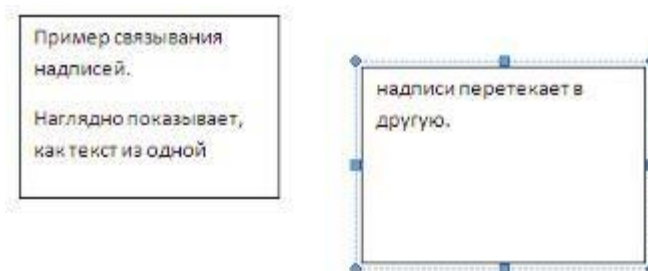 Пример связывания
надписей.
Наглядно показывает,
как текст из одной
надписи перетекает в
другую.